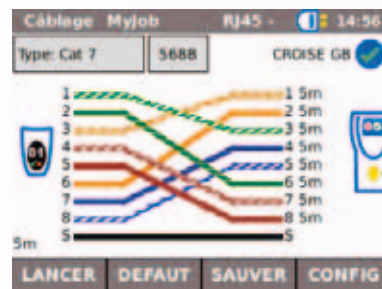 Câblage MyJob RJ45 - 14:56
Type: Cat 7 568B CROISE GB
1 1 5m
2 2 5m
3 3 5m
4 4 5m
5 5 5m
6 6 5m
7 7 5m
8 8 5m
S S
5m
LANCER DEFAUT SAUVER CONFIG